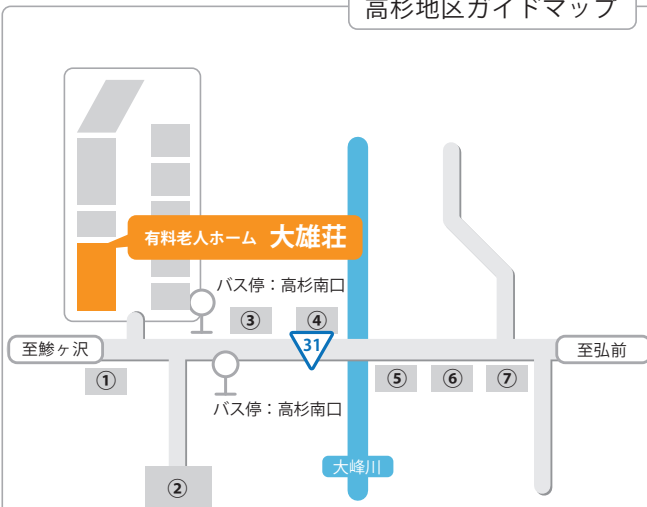 高杉地区ガイドマップ
有料老人ホーム 大雄荘
バス停：高杉南口
③
④
31
至鰺ヶ沢
至弘前
①
⑤
⑥
⑦
バス停：高杉南口
大峰川
②